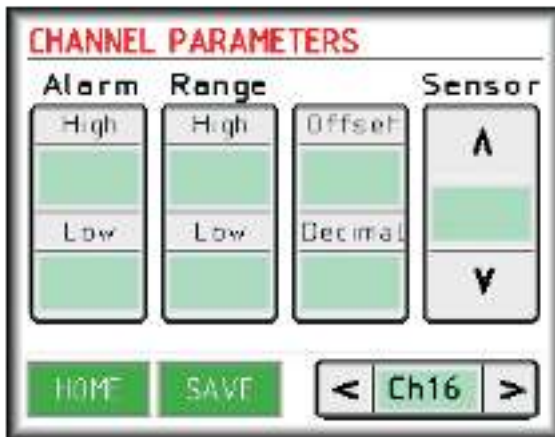 CHANNEL PARAMETERS
Alarm Range Sensor
High High Offset
Λ
Low Low Decimal
V
HOME SAVE < Ch16 >